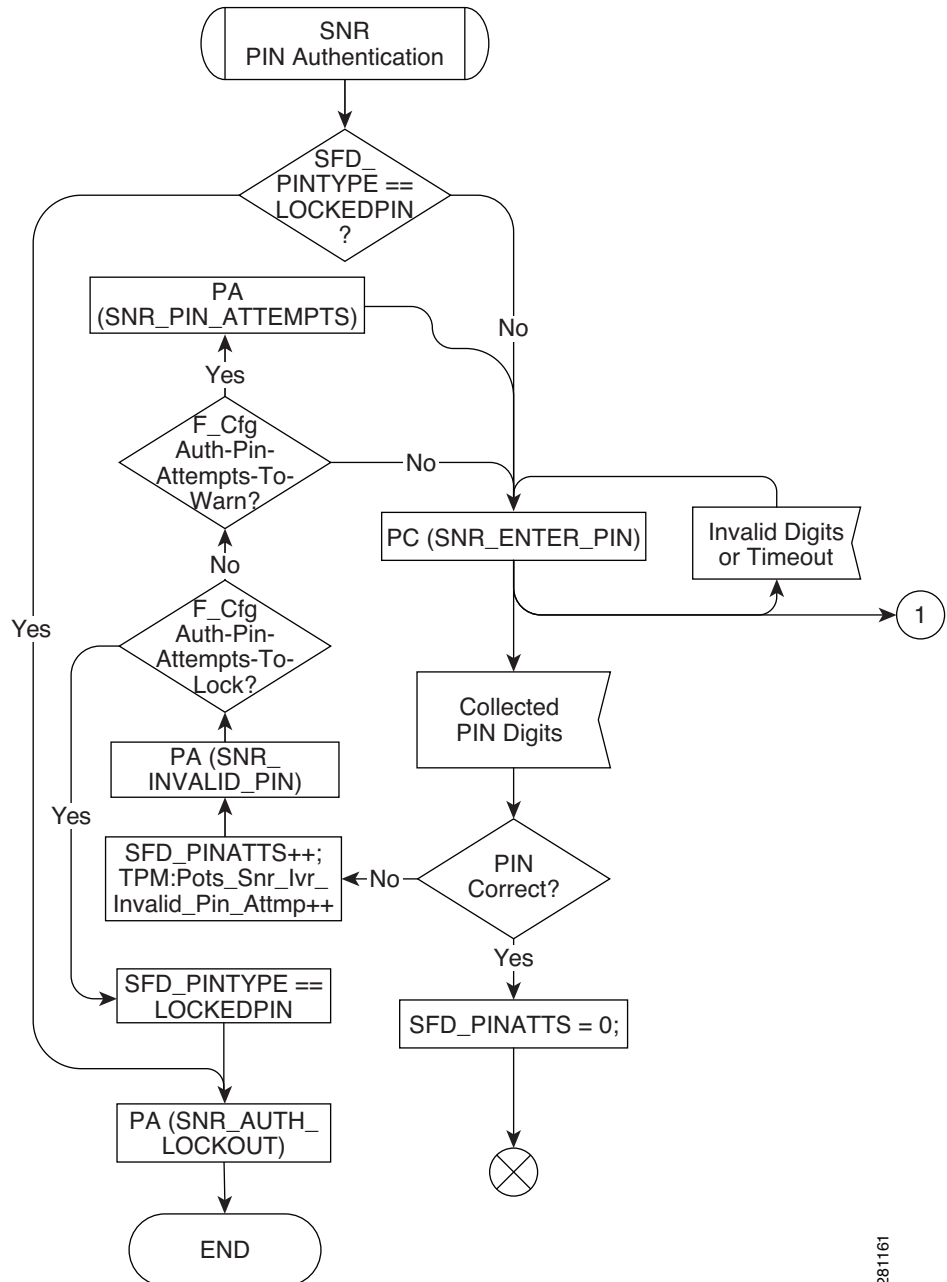 SNR
PIN Authentication
SFD_
PINTYPE ==
LOCKEDPIN
?
PA
(SNR_PIN_ATTEMPTS)
No
Yes
F_Cfg
Auth-Pin-
Attempts-To-
Warn?
No
PC (SNR_ENTER_PIN)
Invalid Digits
or Timeout
No
F_Cfg
Auth-Pin-
Attempts-To-
Lock?
Yes
1
Collected
PIN Digits
PA (SNR_
INVALID_PIN)
Yes
SFD_PINATTS++;
TPM:Pots_Snr_Ivr_
Invalid_Pin_Attmp++
No
PIN
Correct?
Yes
SFD_PINTYPE ==
LOCKEDPIN
SFD_PINATTS = 0;
PA (SNR_AUTH_
LOCKOUT)
END
281161